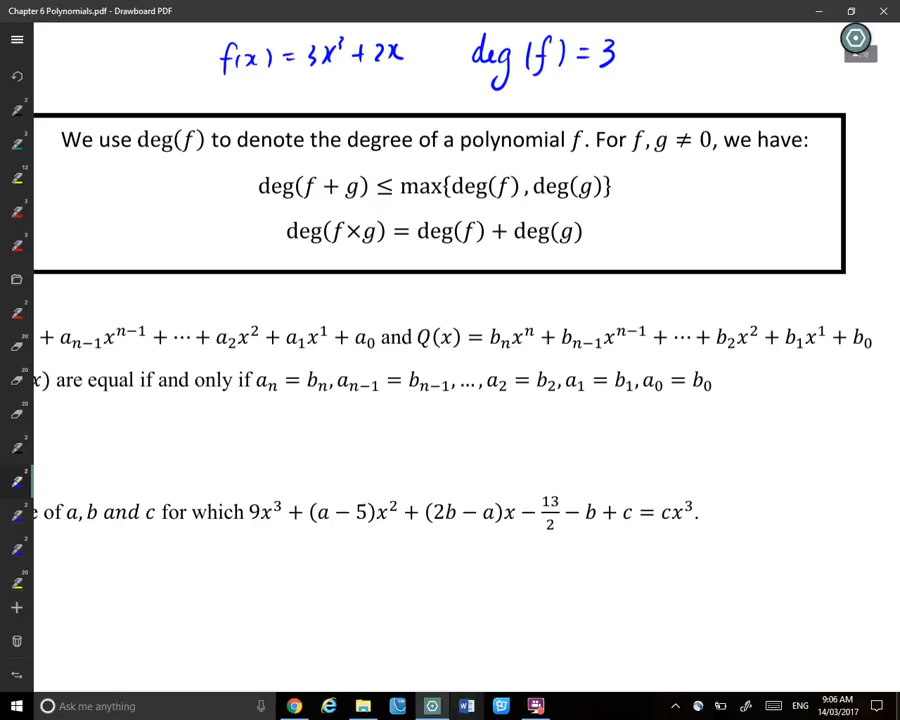 Chapter 6 Polynomials.pdf - Drawboard PDF
f(x) = 3x³ + 2x deg(f) = 3
We use deg(f) to denote the degree of a polynomial f. For f, g ≠ 0, we have:
deg(f + g) ≤ max{deg(f), deg(g)}
deg(f×g) = deg(f) + deg(g)
+ aₙ₋₁xⁿ⁻¹ + ⋯ + a₂x² + a₁x¹ + a₀ and Q(x) = bₙxⁿ + bₙ₋₁xⁿ⁻¹ + ⋯ + b₂x² + b₁x¹ + b₀
x) are equal if and only if aₙ = bₙ, aₙ₋₁ = bₙ₋₁, …, a₂ = b₂, a₁ = b₁, a₀ = b₀
e of a, b and c for which 9x³ + (a − 5)x² + (2b − a)x − 13/2 − b + c = cx³.
Ask me anything
ENG
9:06 AM
14/03/2017